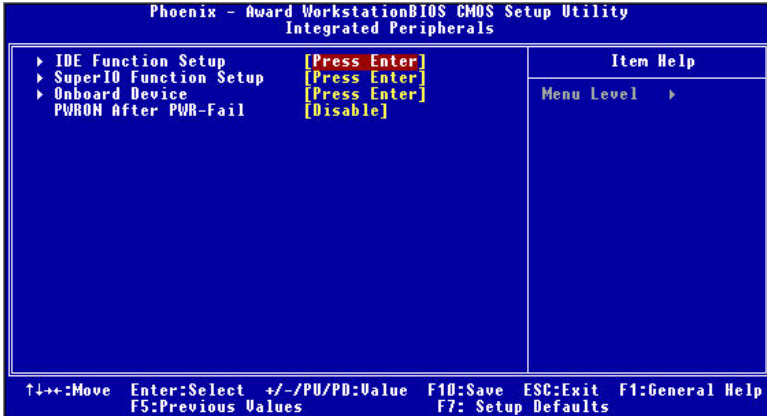 Phoenix - Award WorkstationBIOS CMOS Setup Utility
Integrated Peripherals
▶ IDE Function Setup [Press Enter]
▶ SuperIO Function Setup [Press Enter]
▶ Onboard Device [Press Enter]
PWRON After PWR-Fail [Disable]
Item Help
Menu Level ▶
↑↓→←:Move Enter:Select +/-/PU/PD:Value F10:Save ESC:Exit F1:General Help
F5:Previous Values F7: Setup Defaults